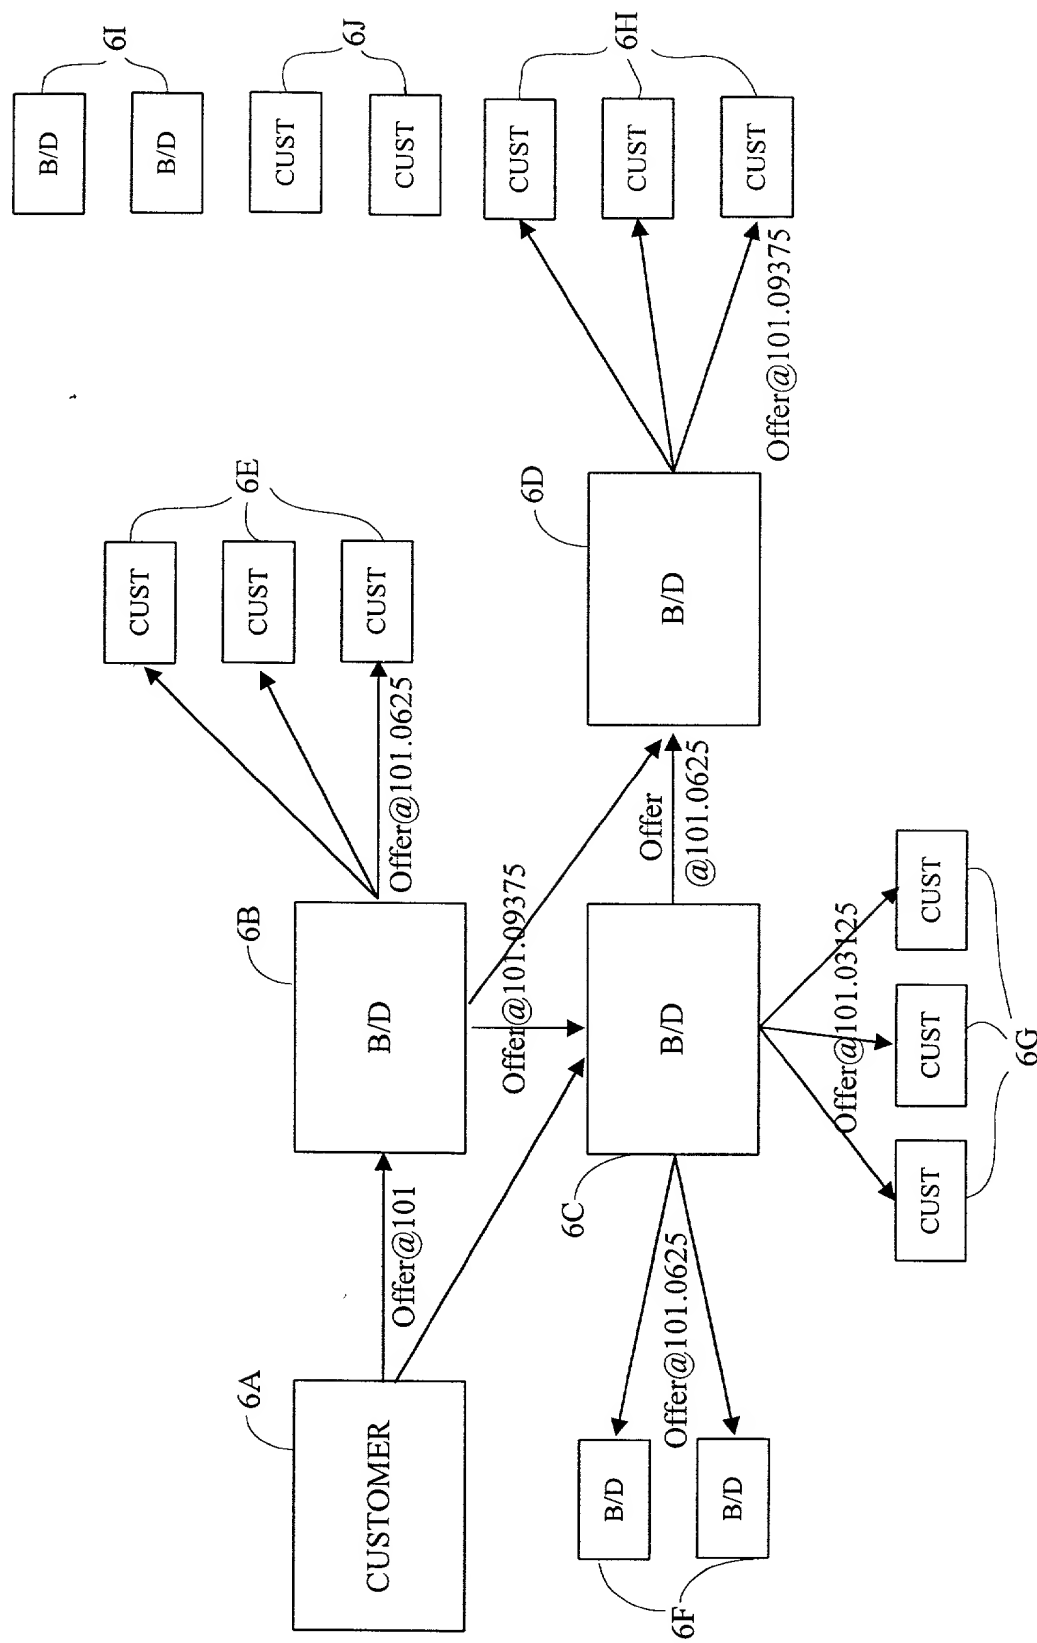 6A
CUSTOMER
Offer@101
6B
B/D
Offer@101.0625
6E
CUST
CUST
CUST
Offer@101.09375
6F
B/D
B/D
Offer@101.0625
6C
B/D
Offer
@101.0625
6D
B/D
Offer@101.09375
Offer@101.03125
CUST
CUST
CUST
6G
6I
B/D
B/D
6J
CUST
CUST
6H
CUST
CUST
CUST